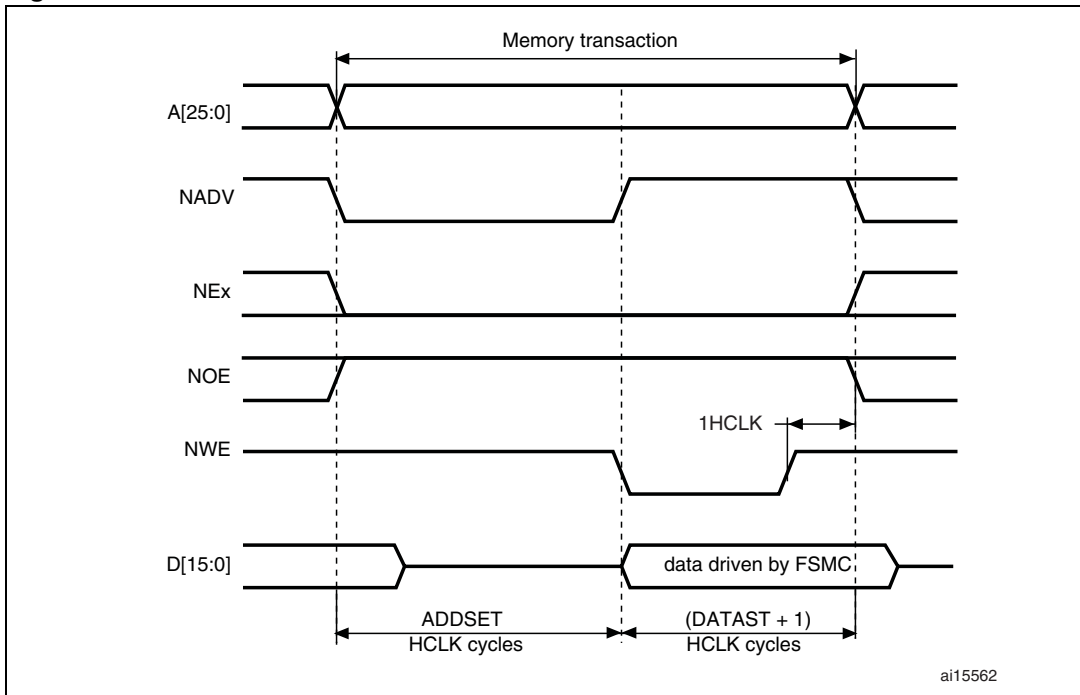 Memory transaction
A[25:0]
NADV
NEx
NOE
1HCLK
NWE
D[15:0]
data driven by FSMC
ADDSET
HCLK cycles
(DATAST + 1)
HCLK cycles
ai15562